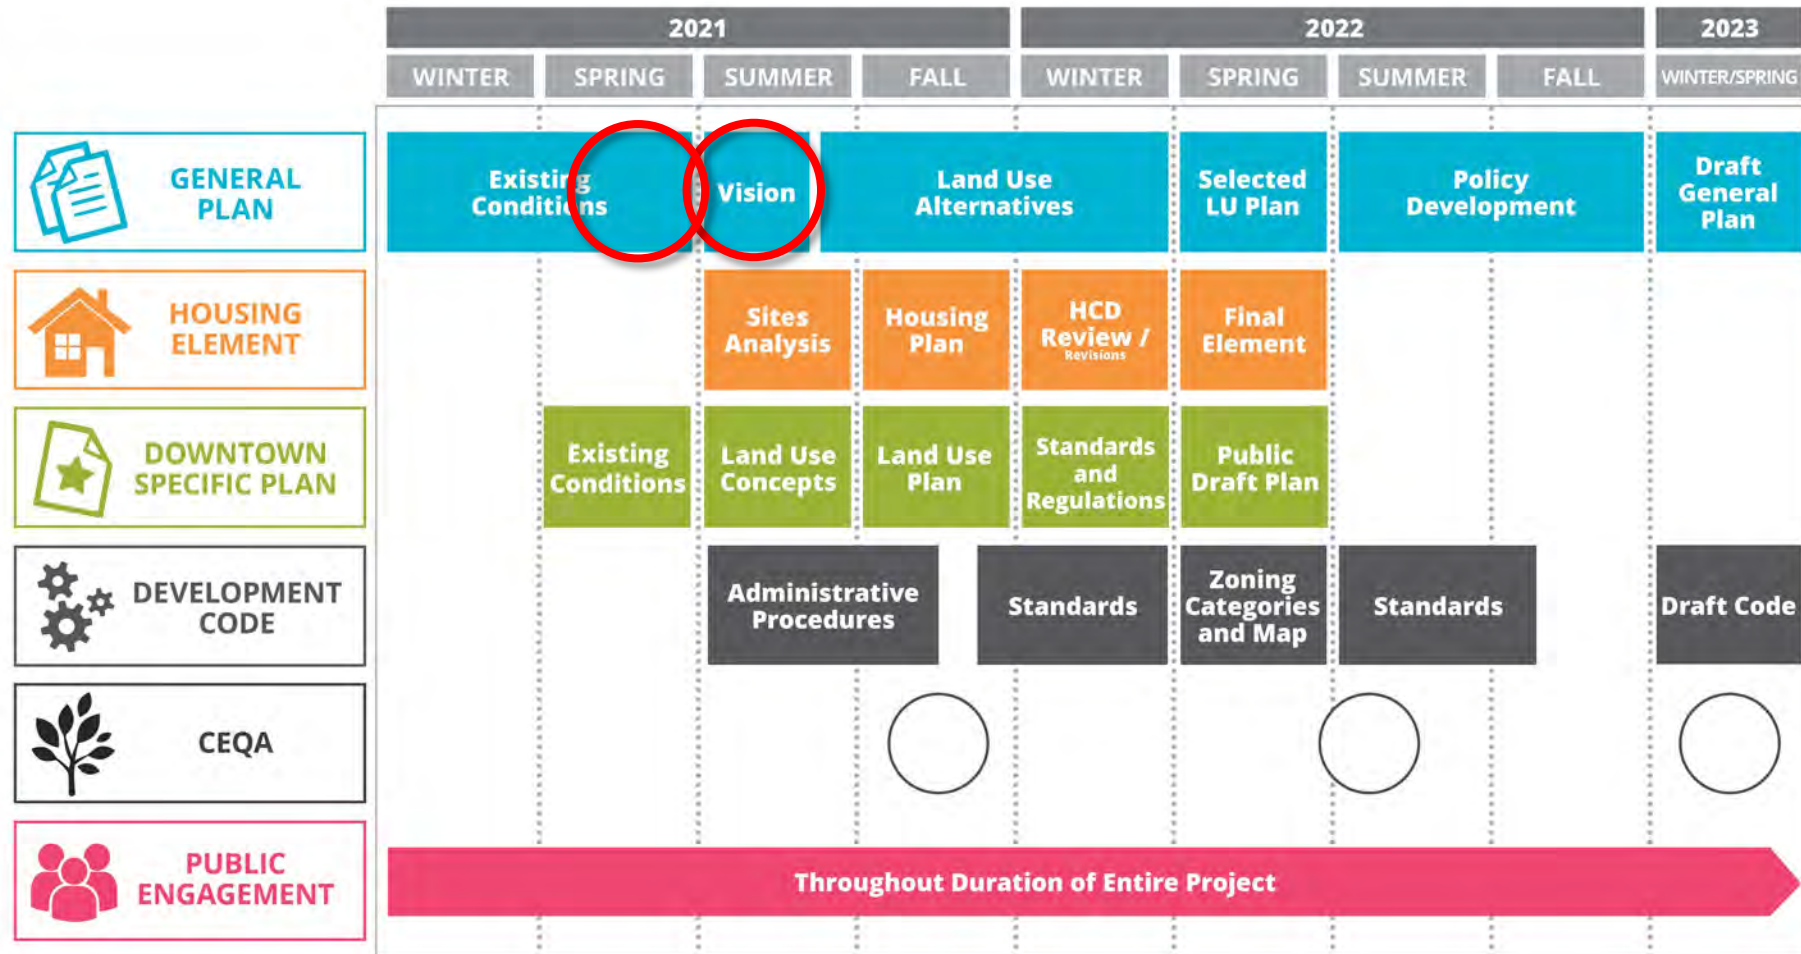 2021
2022
2023
WINTER
SPRING
SUMMER
FALL
WINTER
SPRING
SUMMER
FALL
WINTER/SPRING
GENERAL
PLAN
Existing
Conditions
Vision
Land Use
Alternatives
Selected
LU Plan
Policy
Development
Draft
General
Plan
HOUSING
ELEMENT
Sites
Analysis
Housing
Plan
HCD
Review /
Revisions
Final
Element
DOWNTOWN
SPECIFIC PLAN
Existing
Conditions
Land Use
Concepts
Land Use
Plan
Standards
and
Regulations
Public
Draft Plan
DEVELOPMENT
CODE
Administrative
Procedures
Standards
Zoning
Categories
and Map
Standards
Draft Code
CEQA
PUBLIC
ENGAGEMENT
Throughout Duration of Entire Project